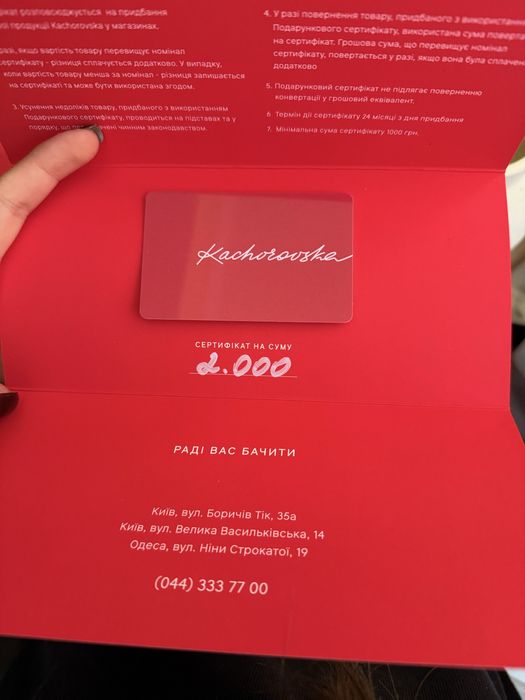 розповсюджується на придбання
продукції Kachorovska у магазинах.
якщо вартість товару перевищує номінал
сертифікату - різниця сплачується додатково. У випадку,
коли вартість товару менша за номінал - різниця залишається
на сертифікаті та може бути використана згодом.
3. Усунення недоліків товару, придбаного з використанням
Подарункового сертифікату, проводиться на підставах та у
порядку, що чинним законодавством.
4. У разі повернення товару, придбаного з
Подарункового сертифікату, використана сума
на сертифікат. Грошова сума, що перевищує номінал
сертифікату, повертається у разі, якщо вона була
додатково
5. Подарунковий сертифікат не підлягає поверненню
конвертації у грошовий еквівалент.
6 Термін дії сертифікату 24 місяці з дня придбання
7. Мінімальна сума сертифікату 1000 грн.
Kachorovska
СЕРТИФІКАТ НА СУМУ
2.000
РАДІ ВАС БАЧИТИ
Київ, вул. Боричів Тік, 35а
Київ, вул. Велика Васильківська, 14
Одеса, вул. Ніни Строкатої, 19
(044) 333 77 00